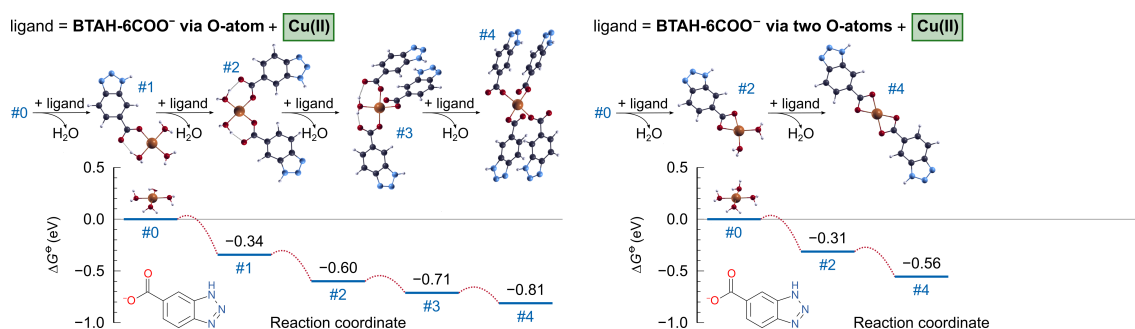 ligand = BTAH-6COO⁻ via O-atom + Cu(II)
#0
+ ligand
H₂O
#1
+ ligand
H₂O
#2
+ ligand
H₂O
#3
+ ligand
H₂O
#4
0.5
0.0
−0.5
−1.0
ΔG⊖ (eV)
#0
−0.34
#1
−0.60
#2
−0.71
#3
−0.81
#4
O
⁻O
H
N
N
N
Reaction coordinate
ligand = BTAH-6COO⁻ via two O-atoms + Cu(II)
#0
+ ligand
H₂O
#2
+ ligand
H₂O
#4
0.5
0.0
−0.5
−1.0
ΔG⊖ (eV)
#0
−0.31
#2
−0.56
#4
O
⁻O
H
N
N
N
Reaction coordinate